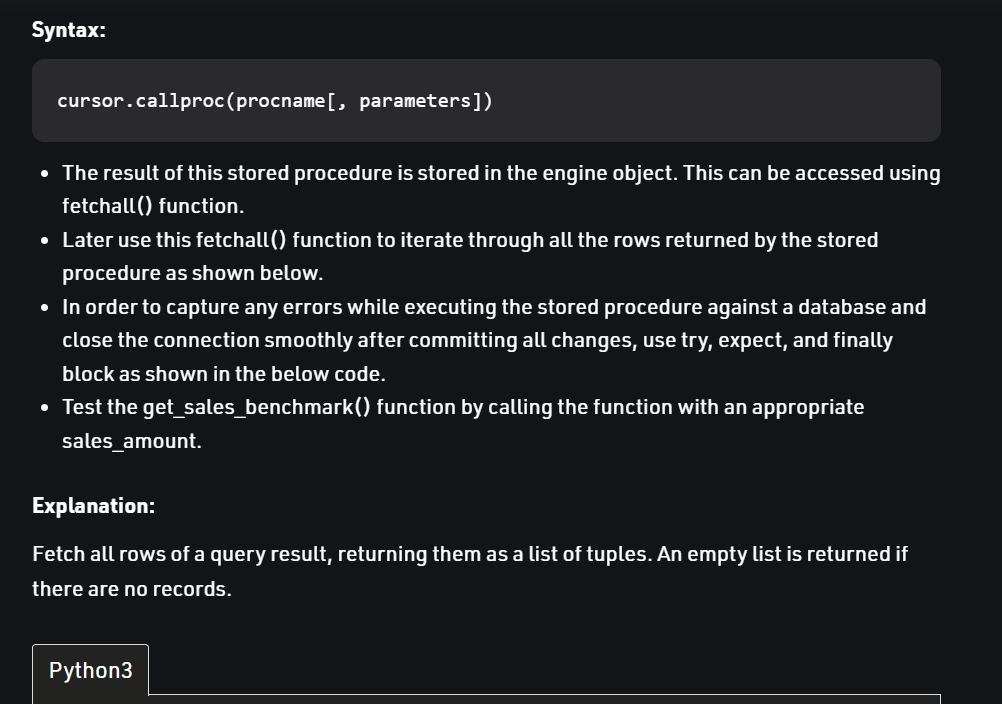 Syntax:
cursor.callproc(procname[, parameters])
• The result of this stored procedure is stored in the engine object. This can be accessed using
fetchall() function.
• Later use this fetchall() function to iterate through all the rows returned by the stored
procedure as shown below.
• In order to capture any errors while executing the stored procedure against a database and
close the connection smoothly after committing all changes, use try, expect, and finally
block as shown in the below code.
• Test the get_sales_benchmark() function by calling the function with an appropriate
sales_amount.
Explanation:
Fetch all rows of a query result, returning them as a list of tuples. An empty list is returned if
there are no records.
Python3